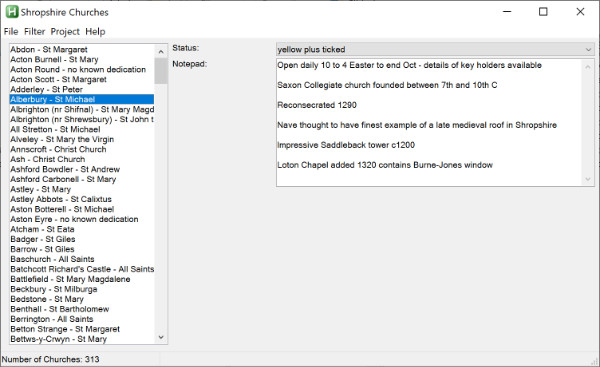 Shropshire Churches
File Filter Project Help
Abdon - St Margaret
Acton Burnell - St Mary
Acton Round - no known dedication
Acton Scott - St Margaret
Adderley - St Peter
Alberbury - St Michael
Albrighton (nr Shifnal) - St Mary Magd
Albrighton (nr Shrewsbury) - St John t
All Stretton - St Michael
Alveley - St Mary the Virgin
Annscroft - Christ Church
Ash - Christ Church
Ashford Bowdler - St Andrew
Ashford Carbonell - St Mary
Astley - St Mary
Astley Abbots - St Calixtus
Aston Botterell - St Michael
Aston Eyre - no known dedication
Atcham - St Eata
Badger - St Giles
Barrow - St Giles
Baschurch - All Saints
Batchcott Richard's Castle - All Saints
Battlefield - St Mary Magdalene
Beckbury - St Milburga
Bedstone - St Mary
Benthall - St Bartholomew
Berrington - All Saints
Betton Strange - St Margaret
Bettws-y-Crwyn - St Mary
Status:
yellow plus ticked
Notepad:
Open daily 10 to 4 Easter to end Oct - details of key holders available
Saxon Collegiate church founded between 7th and 10th C
Reconsecrated 1290
Nave thought to have finest example of a late medieval roof in Shropshire
Impressive Saddleback tower c1200
Loton Chapel added 1320 contains Burne-Jones window
Number of Churches: 313